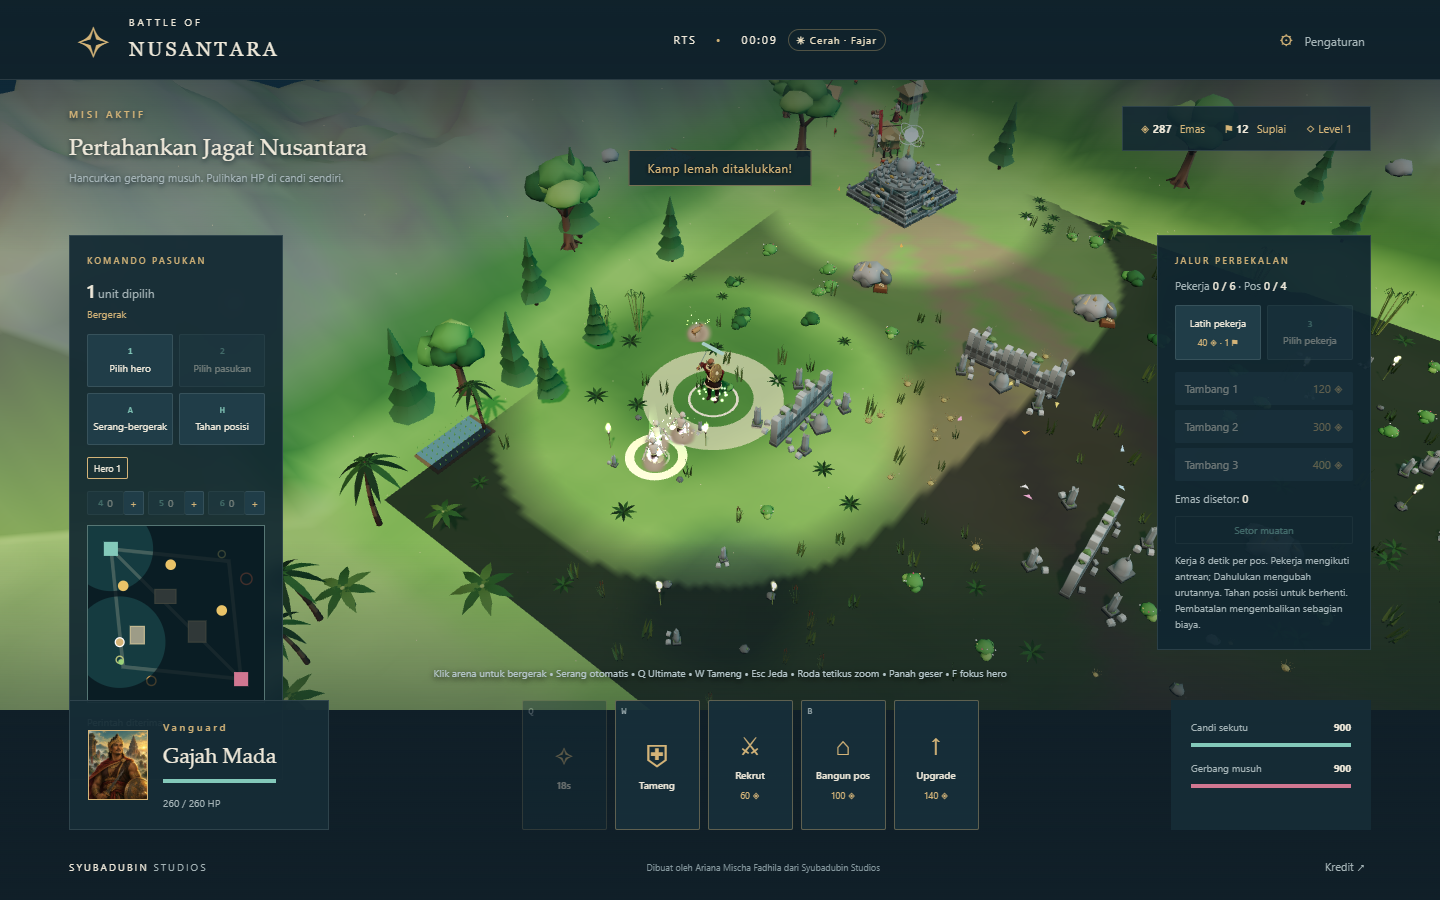 BATTLE OF
NUSANTARA
RTS • 00:09 Cerah · Fajar
Pengaturan
MISI AKTIF
Pertahankan Jagat Nusantara
Hancurkan gerbang musuh. Pulihkan HP di candi sendiri.
Kamp lemah ditaklukkan!
287 Emas 12 Suplai Level 1
KOMANDO PASUKAN
1 unit dipilih
Bergerak
1
Pilih hero
2
Pilih pasukan
A
Serang-bergerak
H
Tahan posisi
Hero 1
4 0 + 5 0 + 6 0 +
JALUR PERBEKALAN
Pekerja 0 / 6 · Pos 0 / 4
Latih pekerja
40 · 1
3
Pilih pekerja
Tambang 1 120
Tambang 2 300
Tambang 3 400
Emas disetor: 0
Setor muatan
Kerja 8 detik per pos. Pekerja mengikuti
antrean; Dahulukan mengubah
urutannya. Tahan posisi untuk berhenti.
Pembatalan mengembalikan sebagian
biaya.
Klik arena untuk bergerak • Serang otomatis • Q Ultimate • W Tameng • Esc Jeda • Roda tetikus zoom • Panah geser • F fokus hero
Vanguard
Gajah Mada
260 / 260 HP
Q
18s
W
Tameng
Rekrut
60
B
Bangun pos
100
↑
Upgrade
140
Candi sekutu 900
Gerbang musuh 900
SYUBADUBIN STUDIOS
Dibuat oleh Ariana Mischa Fadhila dari Syubadubin Studios
Kredit ↗